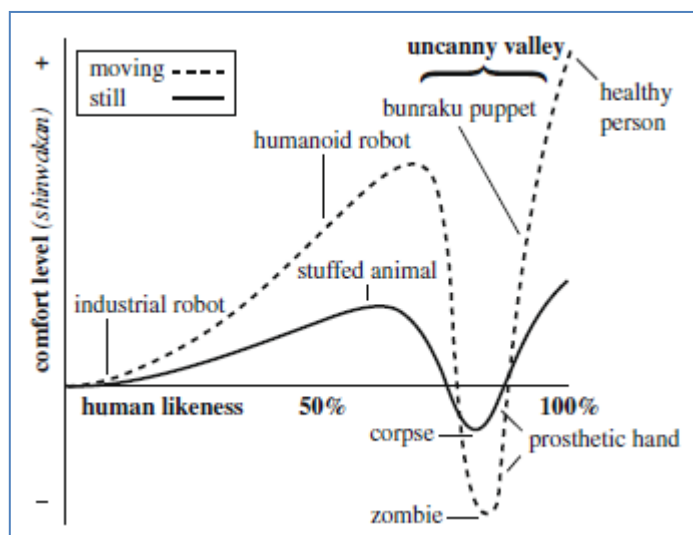 +
uncanny valley
moving
still
healthy
person
bunraku puppet
humanoid robot
stuffed animal
industrial robot
comfort level (shinwakan)
human likeness
50%
100%
corpse
prosthetic hand
–
zombie